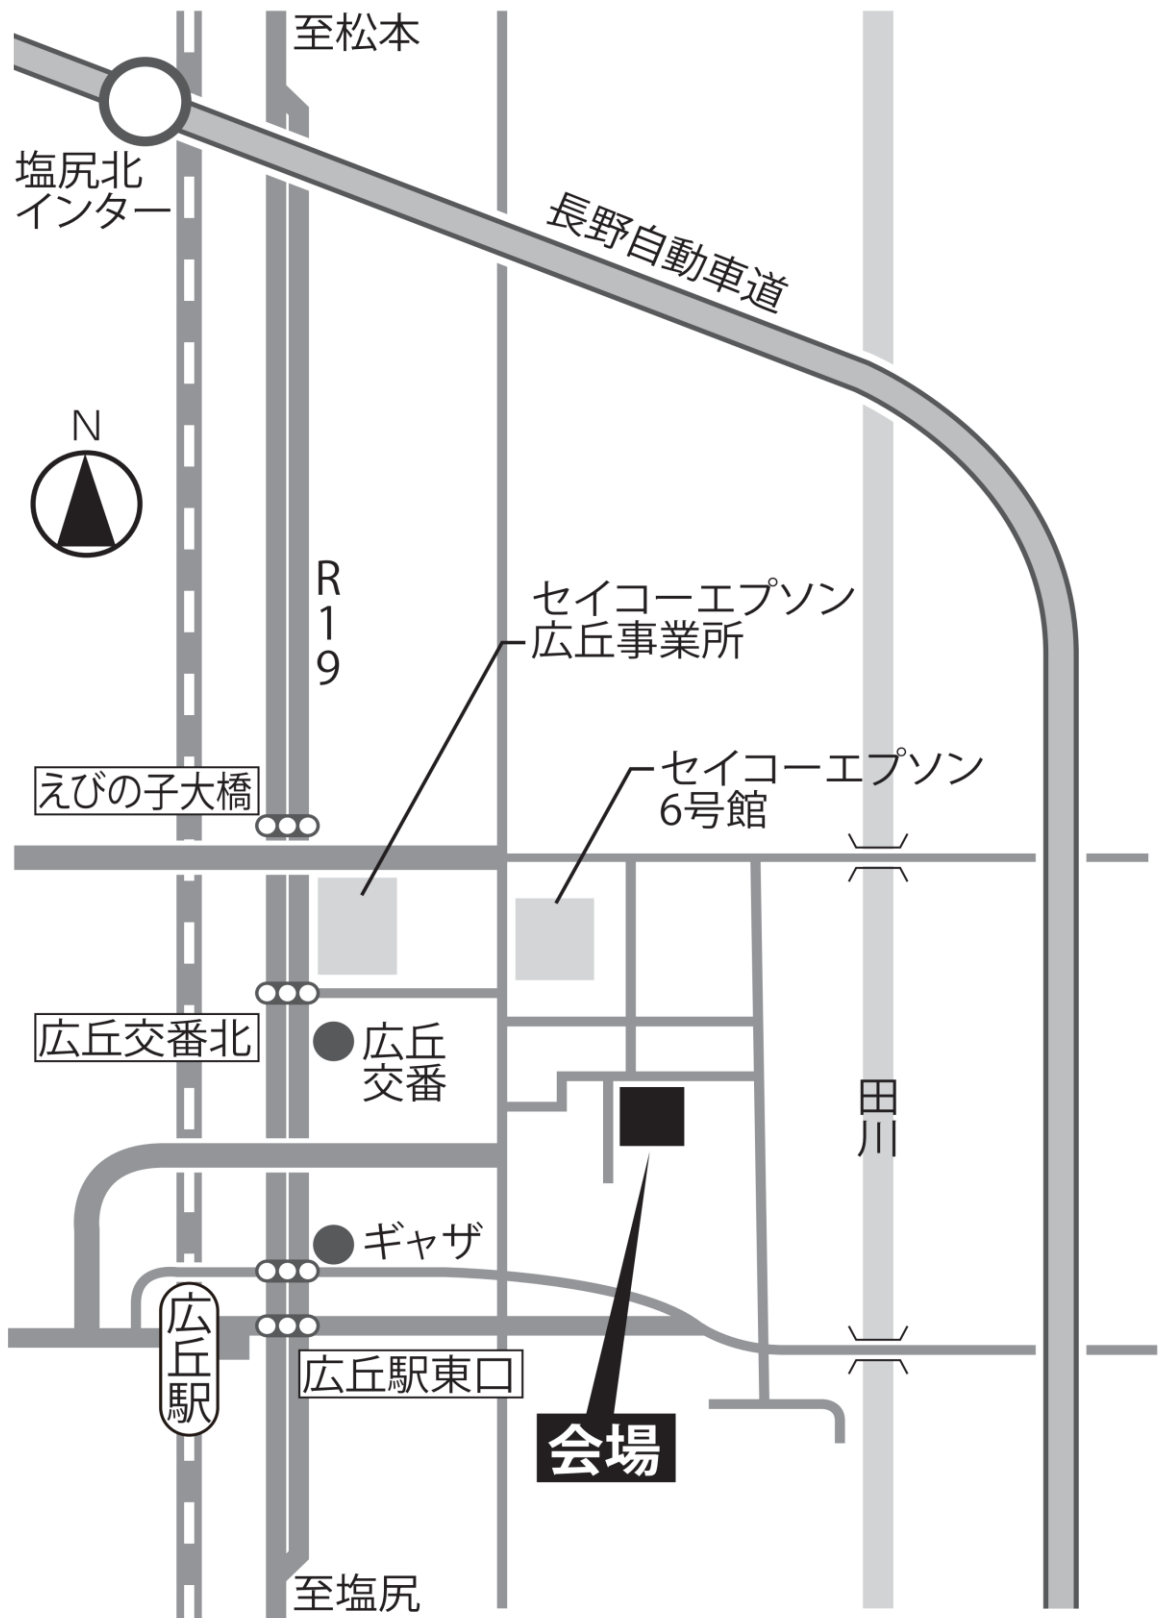 至松本
塩尻北
インター
長野自動車道
N
R19
セイコーエプソン
広丘事業所
セイコーエプソン
6号館
えびの子大橋
広丘交番北
広丘
交番
田川
ギャザ
広丘駅
広丘駅東口
会場
至塩尻